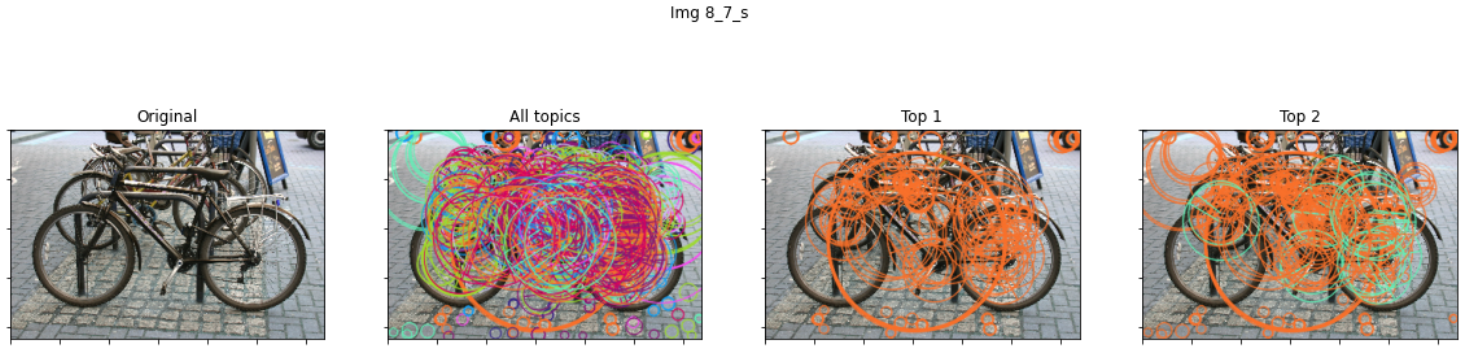 Img 8_7_s
Original
All topics
Top 1
Top 2